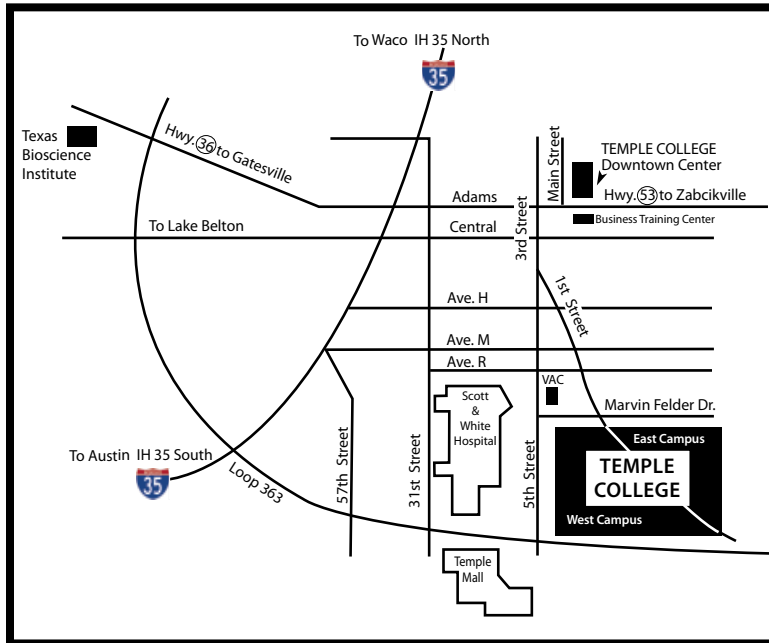 To Waco IH 35 North
35
Texas
Bioscience
Institute
Hwy. 36 to Gatesville
Main Street
TEMPLE COLLEGE
Downtown Center
Adams
Hwy. 53 to Zabcikville
3rd Street
Business Training Center
To Lake Belton
Central
1st Street
Ave. H
Ave. M
Ave. R
VAC
Scott
&
White
Hospital
Marvin Felder Dr.
To Austin IH 35 South
35
Loop 363
57th Street
31st Street
5th Street
East Campus
TEMPLE
COLLEGE
West Campus
Temple
Mall